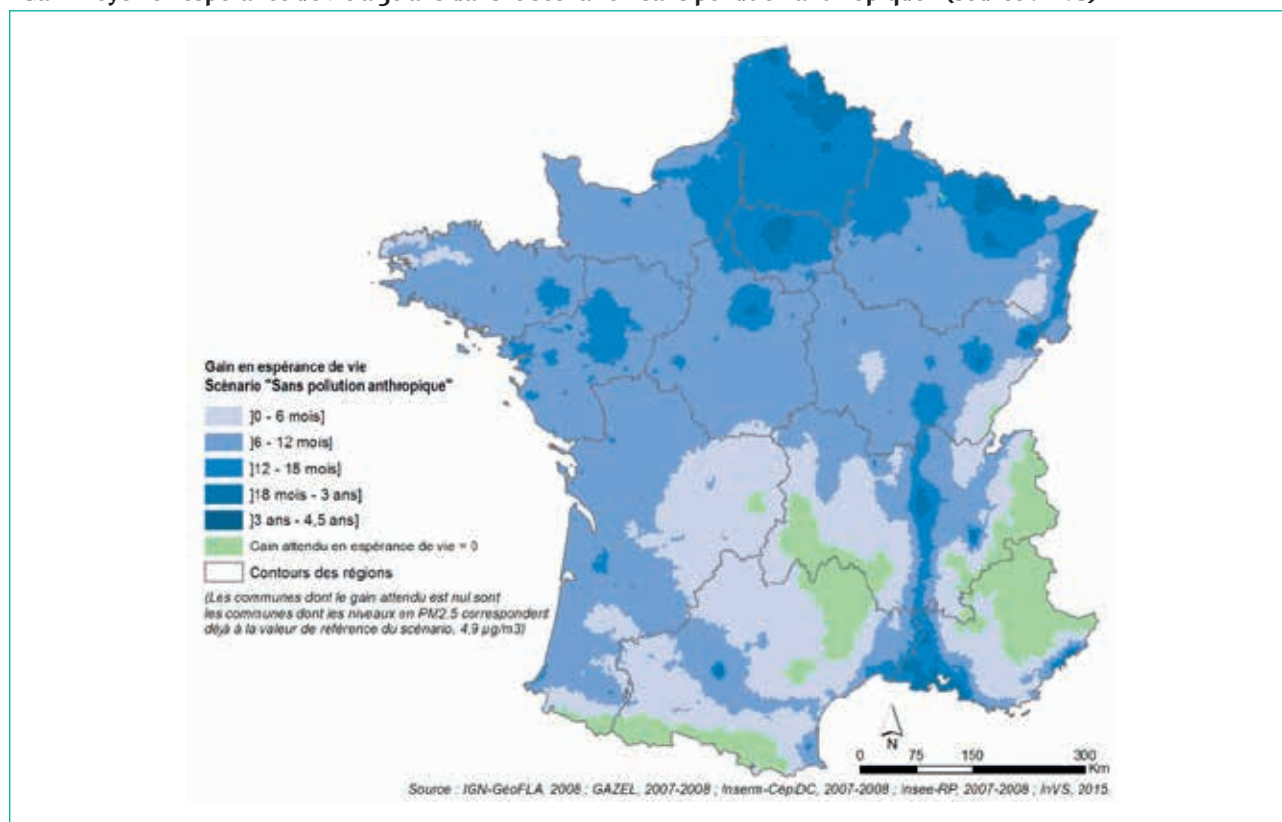 Gain en espérance de vie
Scénario "Sans pollution anthropique"
]0 - 6 mois]
]6 - 12 mois]
]12 - 18 mois]
]18 mois - 3 ans]
]3 ans - 4,5 ans]
Gain attendu en espérance de vie = 0
Contours des régions
(Les communes dont le gain attendu est nul sont
les communes dont les niveaux en PM2.5 correspondent
déjà à la valeur de référence du scénario, 4,9 µg/m3)
N
0 75 150 300
Km
Source : IGN-GéoFLA, 2008 ; GAZEL, 2007-2008 ; Inserm-CépiDC, 2007-2008 ; Insee-RP, 2007-2008 ; InVS, 2015.